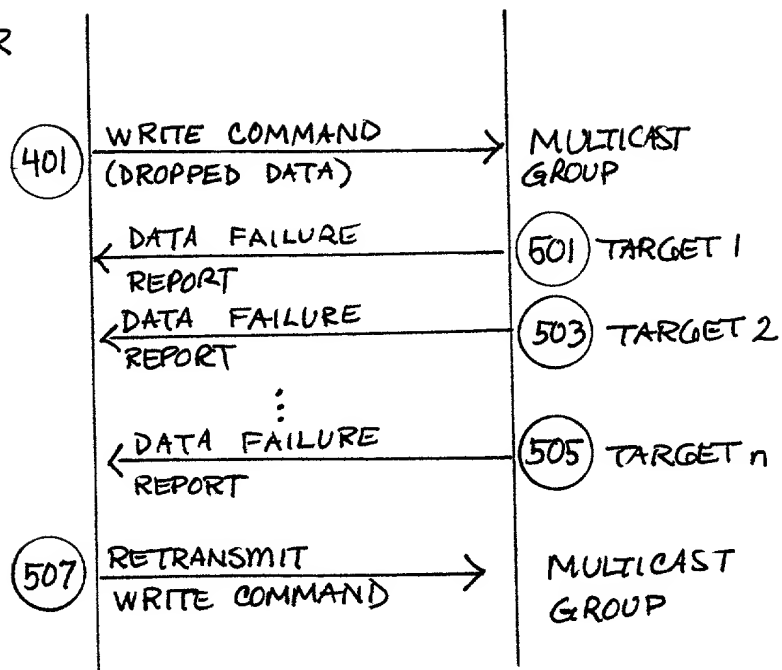 R
401
WRITE COMMAND
(DROPPED DATA)
MULTICAST
GROUP
DATA FAILURE
REPORT
501 TARGET 1
DATA FAILURE
REPORT
503 TARGET 2
⋮
DATA FAILURE
REPORT
505 TARGET n
507
RETRANSMIT
WRITE COMMAND
MULTICAST
GROUP